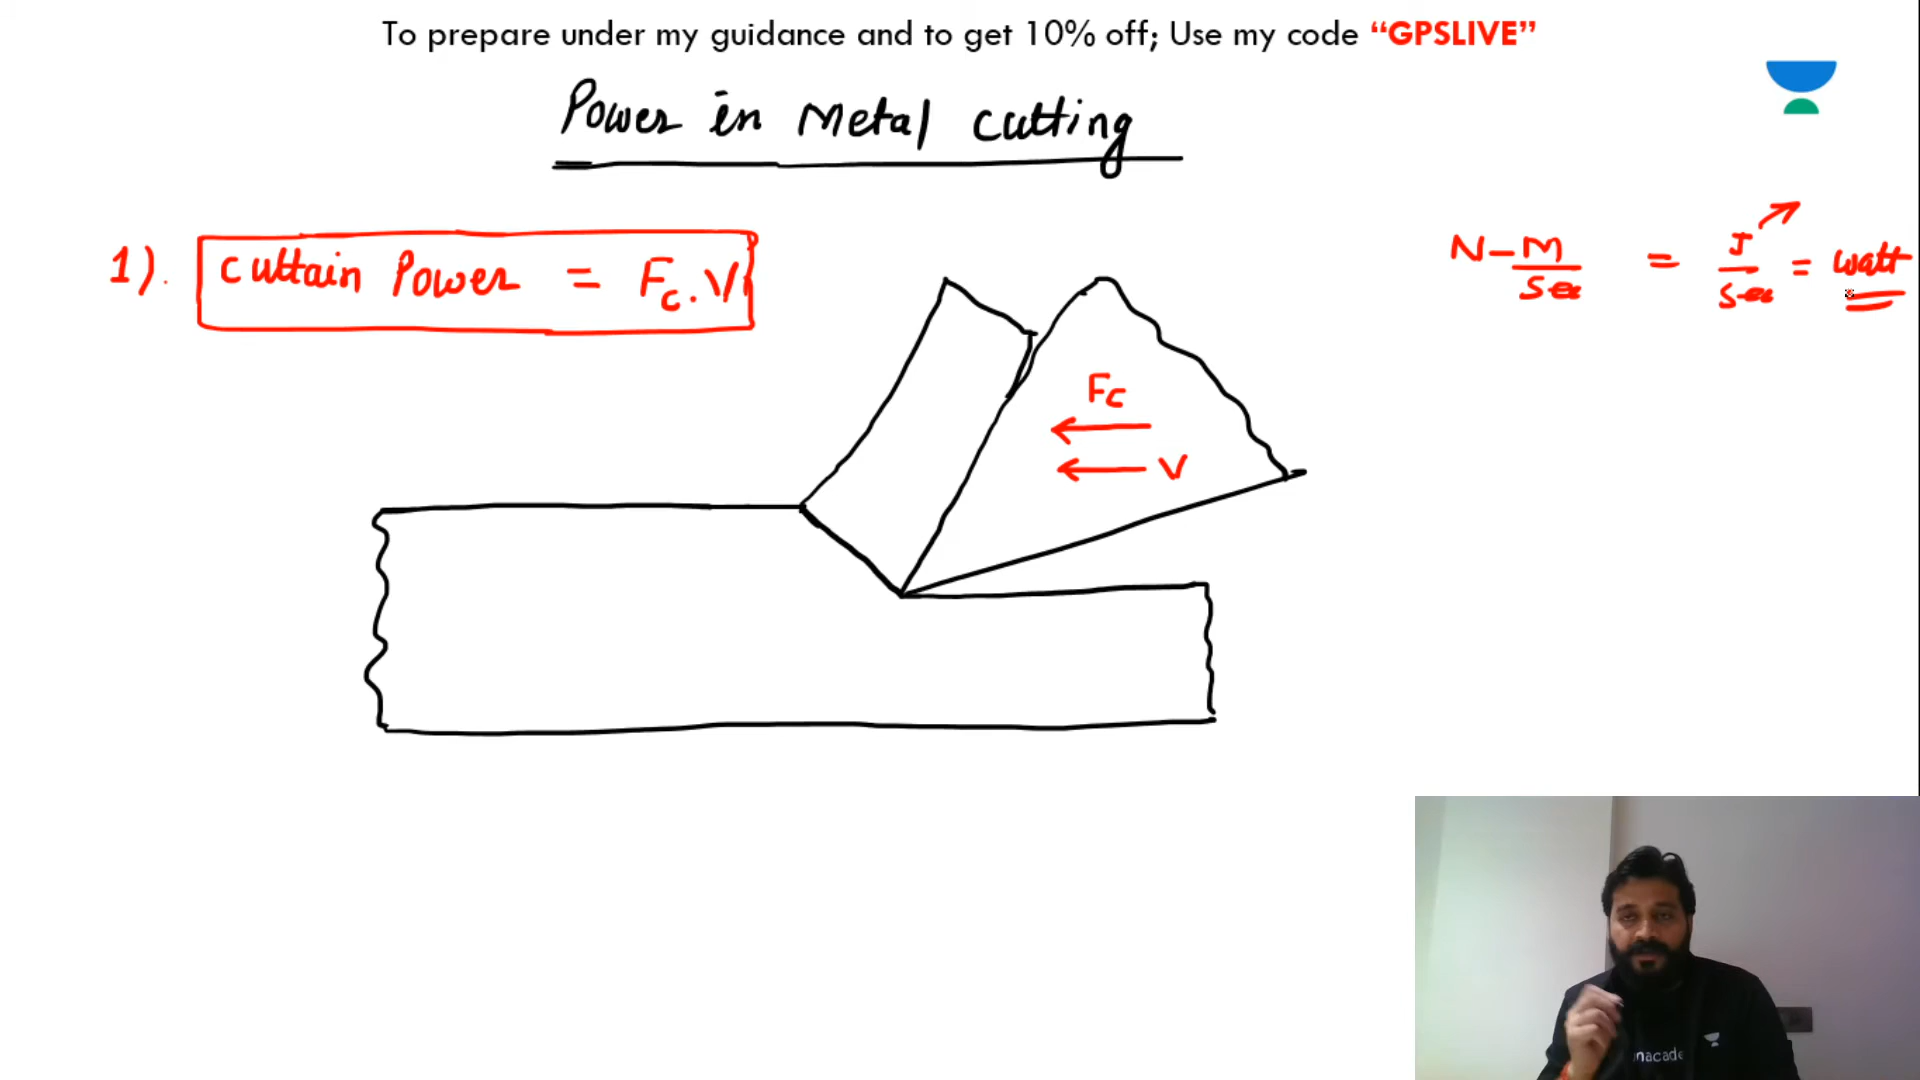 To prepare under my guidance and to get 10% off; Use my code “GPSLIVE”
Power in Metal cutting
1). Cuttain Power = Fc . V
N-M/Sec = J/Sec = watt
Fc
V
nacade